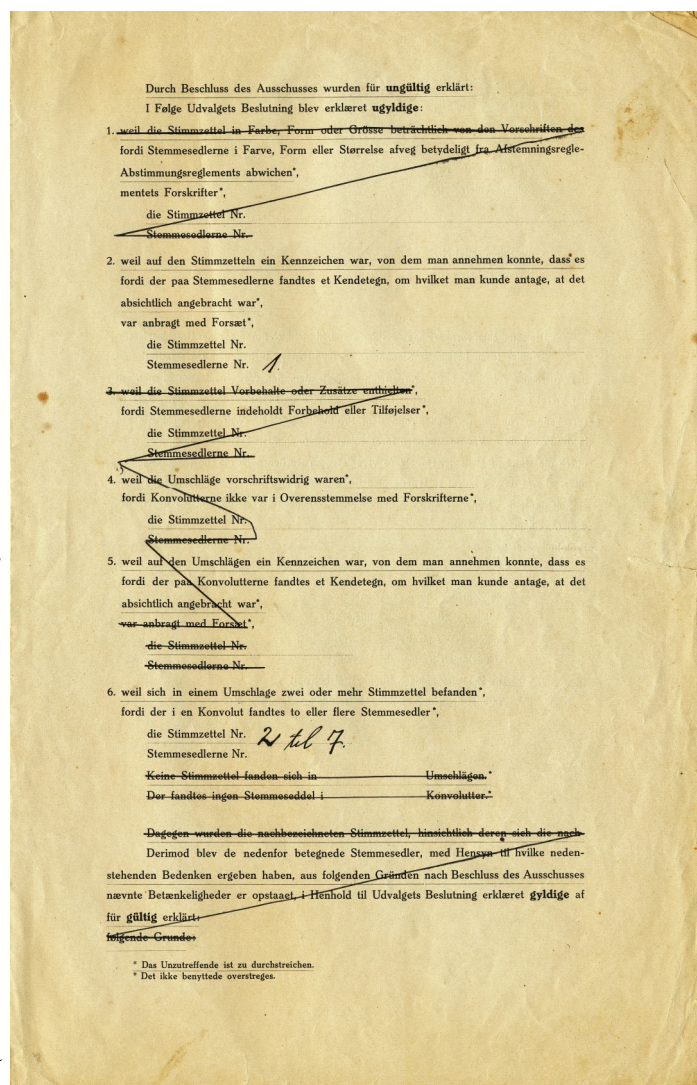 Durch Beschluss des Ausschusses wurden für ungültig erklärt:
I Følge Udvalgets Beslutning blev erklæret ugyldige:
1. weil die Stimmzettel in Farbe, Form oder Grösse beträchtlich von den Vorschriften des
fordi Stemmesedlerne i Farve, Form eller Størrelse afveg betydeligt fra Afstemningsregle-
Abstimmungsreglements abwichen*,
mentets Forskrifter*,
die Stimmzettel Nr.
Stemmesedlerne Nr.
2. weil auf den Stimmzetteln ein Kennzeichen war, von dem man annehmen konnte, dass es
fordi der paa Stemmesedlerne fandtes et Kendetegn, om hvilket man kunde antage, at det
absichtlich angebracht war*,
var anbragt med Forsæt*,
die Stimmzettel Nr.
Stemmesedlerne Nr. 1.
3. weil die Stimmzettel Vorbehalte oder Zusätze enthielten*,
fordi Stemmesedlerne indeholdt Forbehold eller Tilføjelser*,
die Stimmzettel Nr.
Stemmesedlerne Nr.
4. weil die Umschläge vorschriftswidrig waren*,
fordi Konvolutterne ikke var i Overensstemmelse med Forskrifterne*,
die Stimmzettel Nr.
Stemmesedlerne Nr.
5. weil auf den Umschlägen ein Kennzeichen war, von dem man annehmen konnte, dass es
fordi der paa Konvolutterne fandtes et Kendetegn, om hvilket man kunde antage, at det
absichtlich angebracht war*,
var anbragt med Forsæt*,
die Stimmzettel Nr.
Stemmesedlerne Nr.
6. weil sich in einem Umschlage zwei oder mehr Stimmzettel befanden*,
fordi der i en Konvolut fandtes to eller flere Stemmesedler*,
die Stimmzettel Nr. 2 til 7.
Stemmesedlerne Nr.
Keine Stimmzettel fanden sich in Umschlägen.*
Der fandtes ingen Stemmeseddel i Konvolutter.*
Dagegen wurden die nachbezeichneten Stimmzettel, hinsichtlich deren sich die nach-
Derimod blev de nedenfor betegnede Stemmesedler, med Hensyn til hvilke neden-
stehenden Bedenken ergeben haben, aus folgenden Gründen nach Beschluss des Ausschusses
nævnte Betænkeligheder er opstaaet, i Henhold til Udvalgets Beslutning erklæret gyldige af
für gültig erklärt:
følgende Grunde:
* Das Unzutreffende ist zu durchstreichen.
* Det ikke benyttede overstreges.